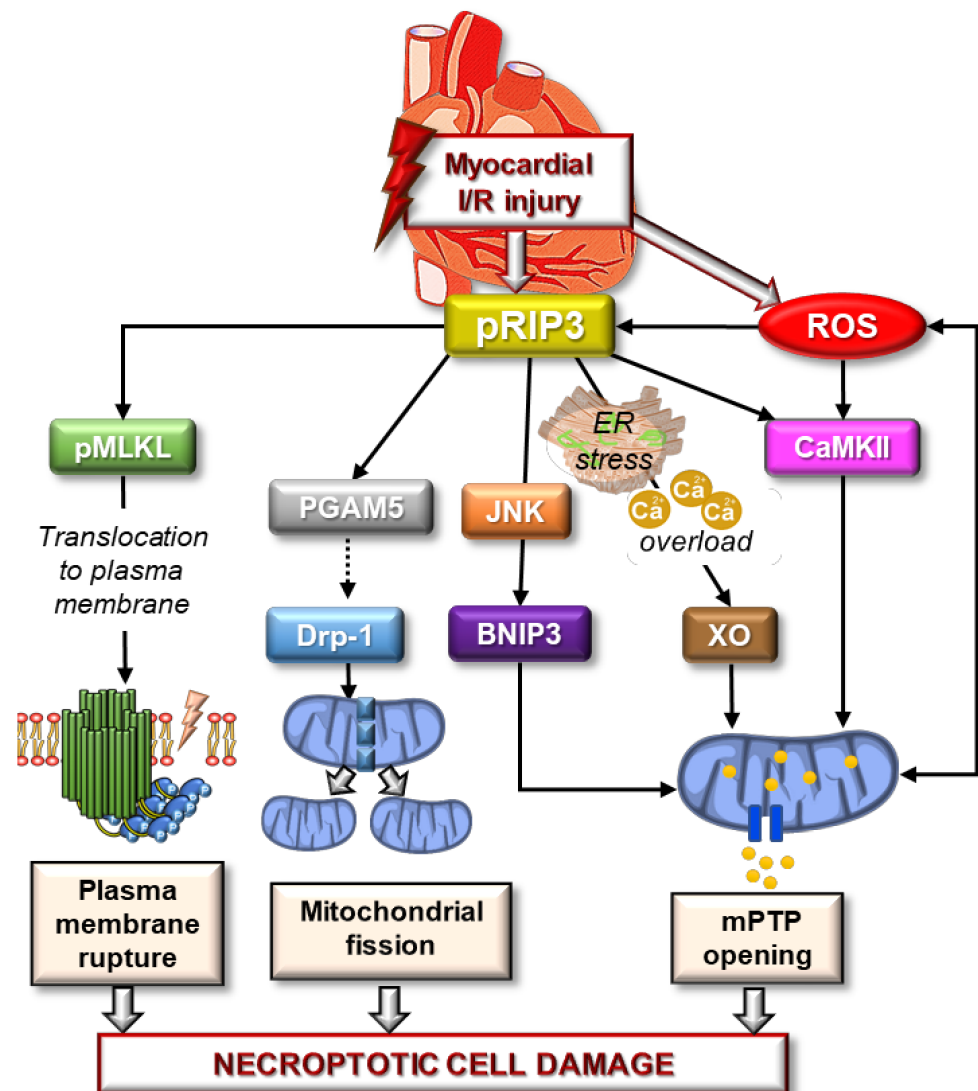 Myocardial
I/R injury
pRIP3
ROS
pMLKL
ER
stress
CaMKII
PGAM5
JNK
Ca2+
Ca2+
Ca2+
overload
Translocation
to plasma
membrane
Drp-1
BNIP3
XO
P
P
P
P
P
P
P
P
P
Plasma
membrane
rupture
Mitochondrial
fission
mPTP
opening
NECROPTOTIC CELL DAMAGE